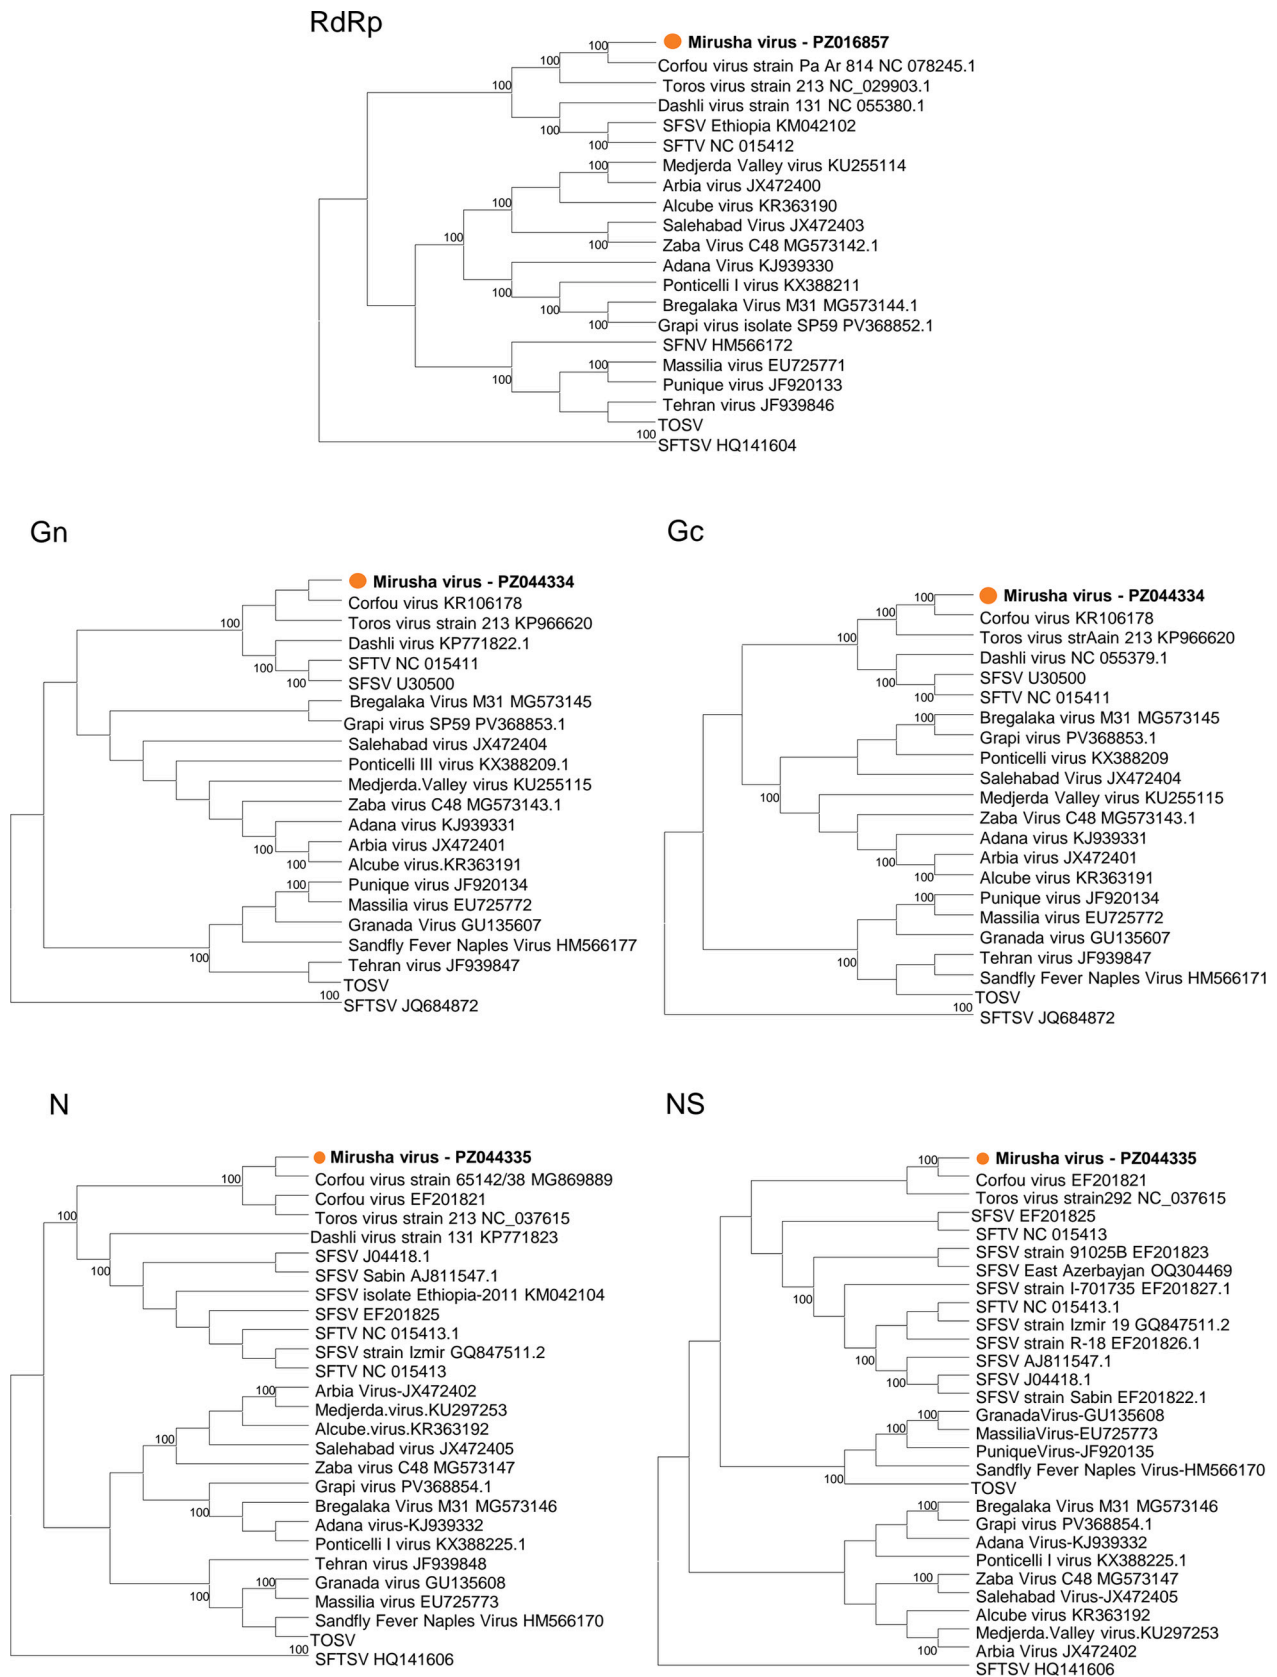 RdRp
100
Mirusha virus - PZ016857
100
Corfou virus strain Pa Ar 814 NC 078245.1
100
Toros virus strain 213 NC_029903.1
Dashli virus strain 131 NC 055380.1
100
SFSV Ethiopia KM042102
100
SFTV NC 015412
100
Medjerda Valley virus KU255114
Arbia virus JX472400
100
Alcube virus KR363190
Salehabad Virus JX472403
100
100
Zaba Virus C48 MG573142.1
Adana Virus KJ939330
100
Ponticelli I virus KX388211
100
Bregalaka Virus M31 MG573144.1
100
Grapi virus isolate SP59 PV368852.1
SFNV HM566172
100
Massilia virus EU725771
100
Punique virus JF920133
Tehran virus JF939846
TOSV
100
SFTSV HQ141604
Gn
Mirusha virus - PZ044334
Corfou virus KR106178
100
Toros virus strain 213 KP966620
Dashli virus KP771822.1
100
SFTV NC 015411
100
SFSV U30500
Bregalaka Virus M31 MG573145
Grapi virus SP59 PV368853.1
Salehabad virus JX472404
Ponticelli III virus KX388209.1
Medjerda.Valley virus KU255115
Zaba virus C48 MG573143.1
Adana virus KJ939331
100
Arbia virus JX472401
100
Alcube virus.KR363191
100
Punique virus JF920134
Massilia virus EU725772
Granada Virus GU135607
Sandfly Fever Naples Virus HM566177
100
Tehran virus JF939847
TOSV
100
SFTSV JQ684872
Gc
100
Mirusha virus - PZ044334
100
Corfou virus KR106178
100
Toros virus strAain 213 KP966620
Dashli virus NC 055379.1
100
SFSV U30500
100
SFTV NC 015411
100
Bregalaka virus M31 MG573145
Grapi virus PV368853.1
Ponticelli virus KX388209
Salehabad Virus JX472404
100
Medjerda Valley virus KU255115
Zaba Virus C48 MG573143.1
Adana virus KJ939331
100
Arbia virus JX472401
100
Alcube virus KR363191
100
Punique virus JF920134
Massilia virus EU725772
Granada virus GU135607
100
Tehran virus JF939847
Sandfly Fever Naples Virus HM566171
TOSV
100
SFTSV JQ684872
N
Mirusha virus - PZ044335
100
Corfou virus strain 65142/38 MG869889
Corfou virus EF201821
100
Toros virus strain 213 NC_037615
Dashli virus strain 131 KP771823
100
SFSV J04418.1
SFSV Sabin AJ811547.1
SFSV isolate Ethiopia-2011 KM042104
SFSV EF201825
SFTV NC 015413.1
SFSV strain Izmir GQ847511.2
SFTV NC 015413
100
Arbia Virus-JX472402
Medjerda.virus.KU297253
Alcube.virus.KR363192
100
Salehabad virus JX472405
Zaba virus C48 MG573147
Grapi virus PV368854.1
100
Bregalaka Virus M31 MG573146
Adana virus-KJ939332
Ponticelli I virus KX388225.1
Tehran virus JF939848
100
100
Granada virus GU135608
Massilia virus EU725773
Sandfly Fever Naples Virus HM566170
TOSV
100
SFTSV HQ141606
NS
100
Mirusha virus - PZ044335
Corfou virus EF201821
100
Toros virus strain292 NC_037615
SFSV EF201825
SFTV NC 015413
SFSV strain 91025B EF201823
SFSV East Azerbayjan OQ304469
100
SFSV strain I-701735 EF201827.1
SFTV NC 015413.1
SFSV strain Izmir 19 GQ847511.2
SFSV strain R-18 EF201826.1
100
SFSV AJ811547.1
100
SFSV J04418.1
SFSV strain Sabin EF201822.1
100
GranadaVirus-GU135608
100
MassiliaVirus-EU725773
PuniqueVirus-JF920135
Sandfly Fever Naples Virus-HM566170
100
TOSV
100
Bregalaka Virus M31 MG573146
Grapi virus PV368854.1
Adana Virus-KJ939332
Ponticelli I virus KX388225.1
100
Zaba Virus C48 MG573147
Salehabad Virus-JX472405
Alcube virus KR363192
Medjerda.Valley virus.KU297253
100
Arbia Virus JX472402
SFTSV HQ141606